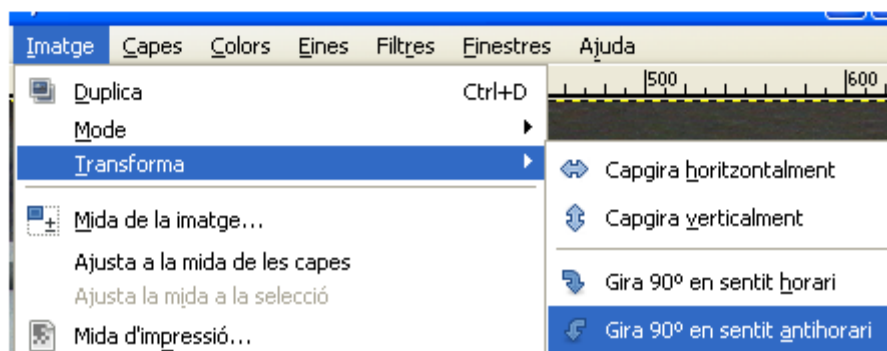 Imatge Capes Colors Eines Filtres Finestres Ajuda
500 600
Duplica Ctrl+D
Mode
Transforma
Capgira horitzontalment
Mida de la imatge...
Capgira verticalment
Ajusta a la mida de les capes
Ajusta la mida a la selecció
Gira 90º en sentit horari
Mida d'impressió...
Gira 90º en sentit antihorari